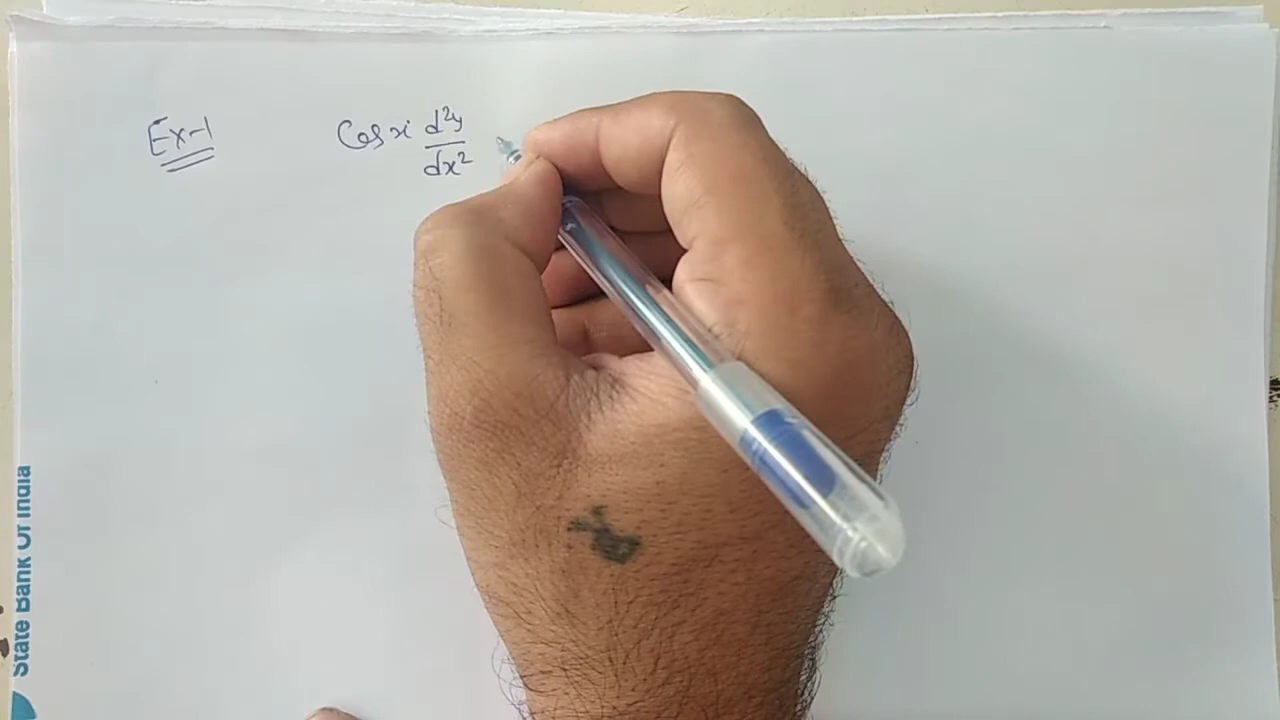 Ex-1
Cos x d²y/dx²
State Bank Of India